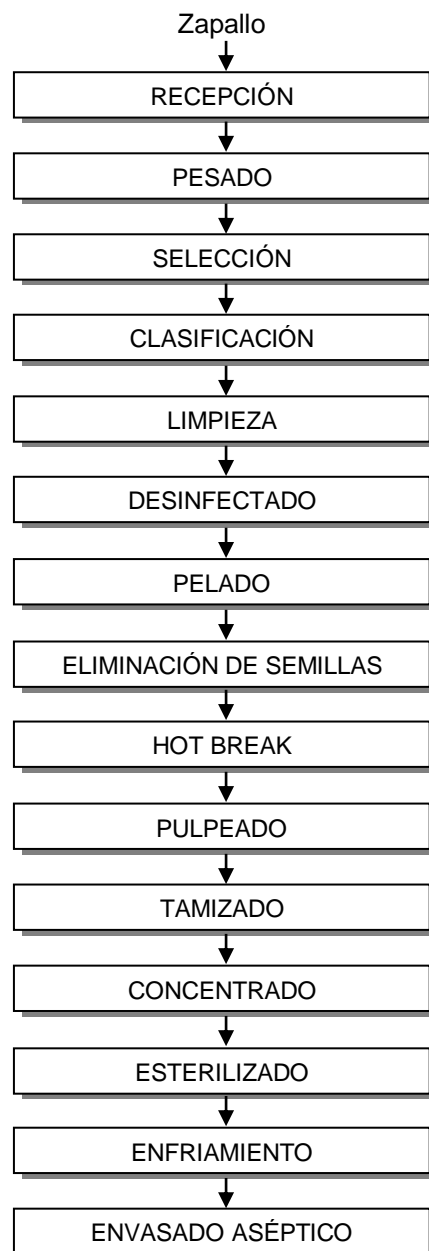 Zapallo
RECEPCIÓN
PESADO
SELECCIÓN
CLASIFICACIÓN
LIMPIEZA
DESINFECTADO
PELADO
ELIMINACIÓN DE SEMILLAS
HOT BREAK
PULPEADO
TAMIZADO
CONCENTRADO
ESTERILIZADO
ENFRIAMIENTO
ENVASADO ASÉPTICO